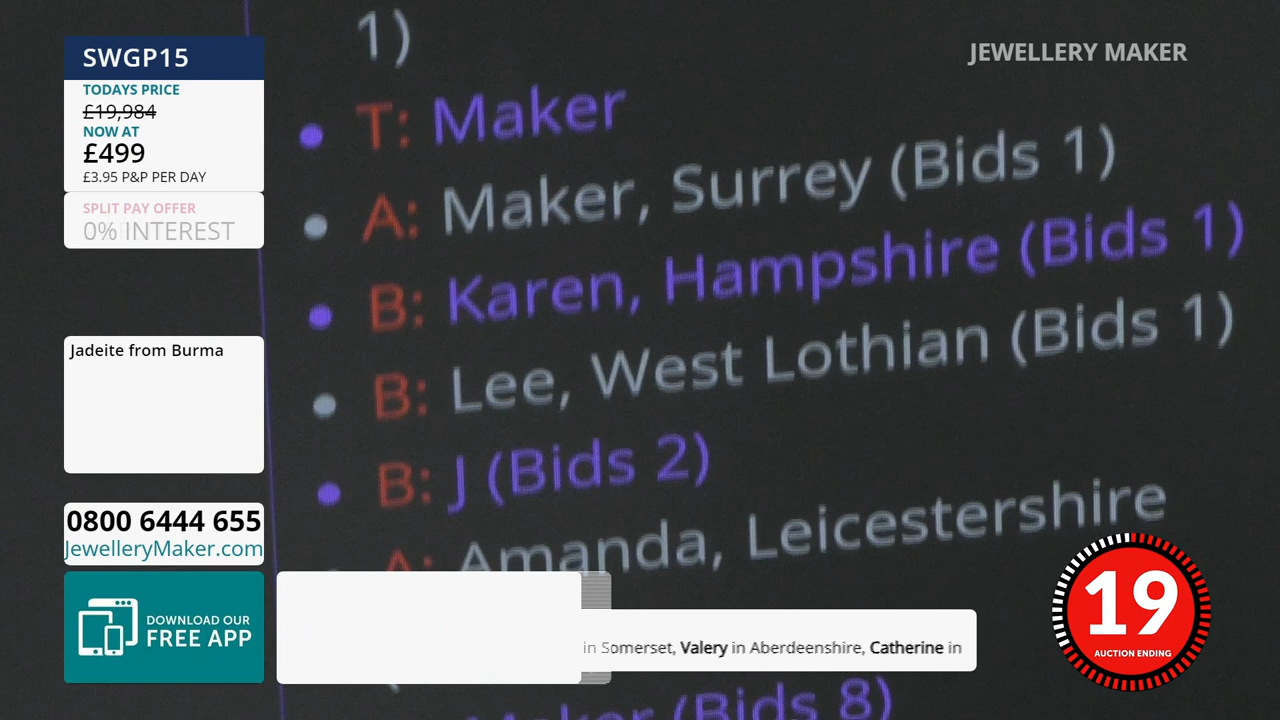 SWGP15
TODAYS PRICE
£19,984
NOW AT
£499
£3.95 P&P PER DAY
SPLIT PAY OFFER
0% INTEREST
Jadeite from Burma
0800 6444 655
JewelleryMaker.com
DOWNLOAD OUR
FREE APP
JEWELLERY MAKER
1)
T: Maker
A: Maker, Surrey (Bids 1)
B: Karen, Hampshire (Bids 1)
B: Lee, West Lothian (Bids 1)
B: J (Bids 2)
A: Amanda, Leicestershire
in Somerset, Valery in Aberdeenshire, Catherine in
Maker (Bids 8)
19
AUCTION ENDING